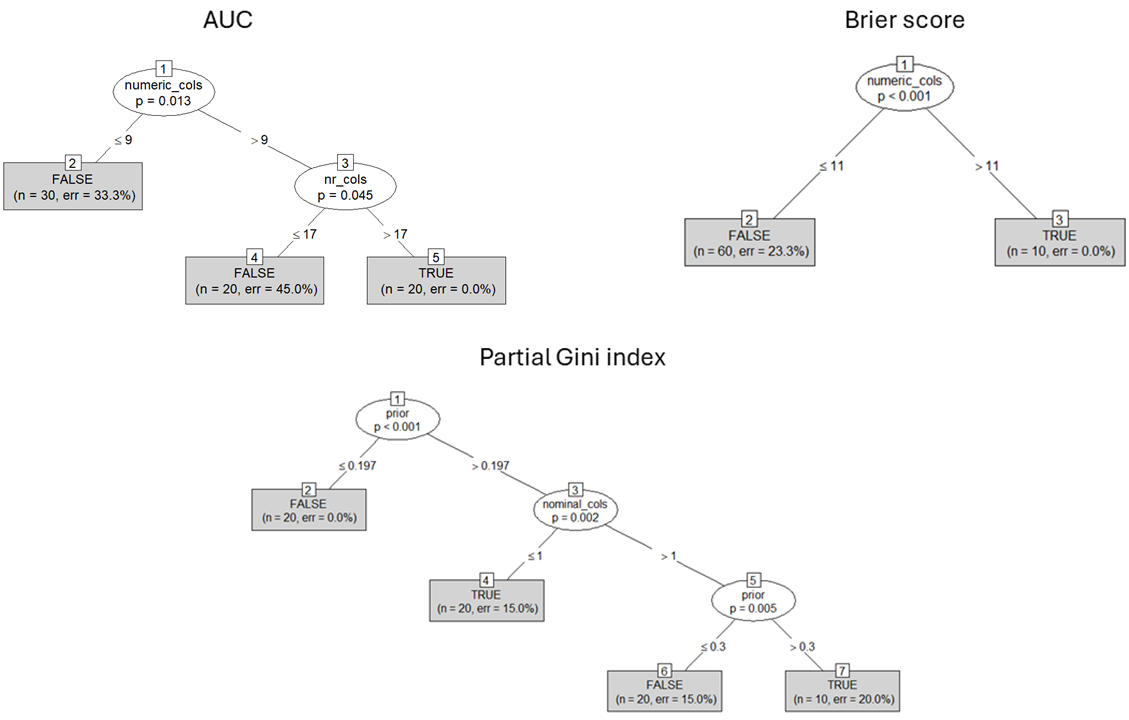 AUC
1
numeric_cols
p = 0.013
≤ 9
> 9
2
FALSE
(n = 30, err = 33.3%)
3
nr_cols
p = 0.045
≤ 17
> 17
4
FALSE
(n = 20, err = 45.0%)
5
TRUE
(n = 20, err = 0.0%)
Brier score
1
numeric_cols
p < 0.001
≤ 11
> 11
2
FALSE
(n = 60, err = 23.3%)
3
TRUE
(n = 10, err = 0.0%)
Partial Gini index
1
prior
p < 0.001
≤ 0.197
> 0.197
2
FALSE
(n = 20, err = 0.0%)
3
nominal_cols
p = 0.002
≤ 1
> 1
4
TRUE
(n = 20, err = 15.0%)
5
prior
p = 0.005
≤ 0.3
> 0.3
6
FALSE
(n = 20, err = 15.0%)
7
TRUE
(n = 10, err = 20.0%)